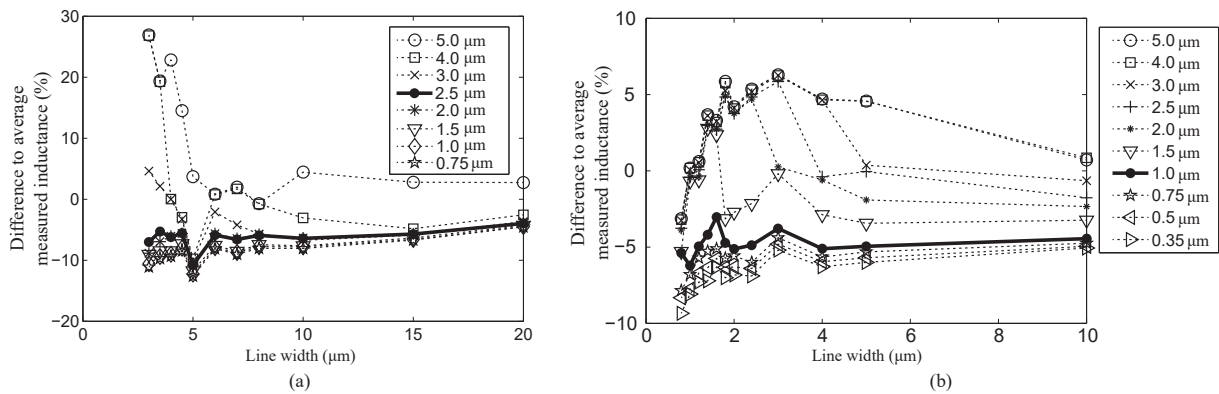 Difference to average
measured inductance (%)
30
20
10
0
−10
−20
0
5
10
15
20
Line width (μm)
5.0 μm
4.0 μm
3.0 μm
2.5 μm
2.0 μm
1.5 μm
1.0 μm
0.75 μm
(a)
Difference to average
measured inductance (%)
10
5
0
−5
−10
0
2
4
6
8
10
Line width (μm)
5.0 μm
4.0 μm
3.0 μm
2.5 μm
2.0 μm
1.5 μm
1.0 μm
0.75 μm
0.5 μm
0.35 μm
(b)